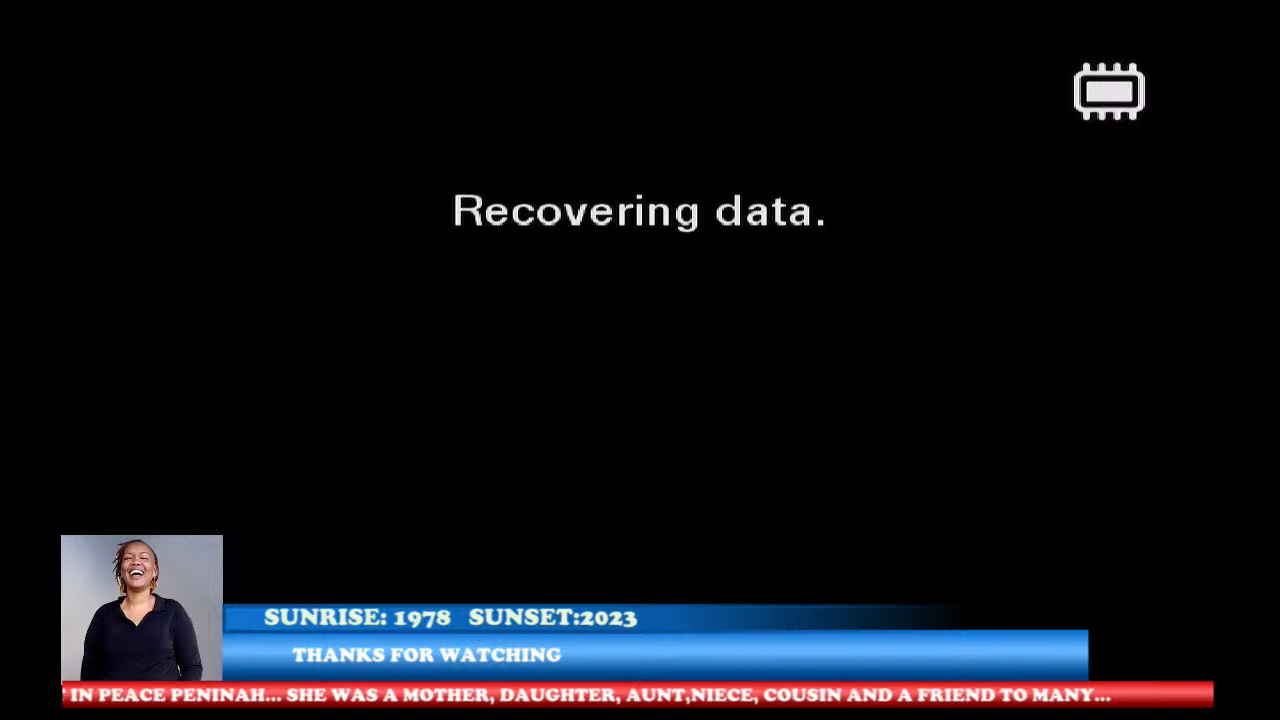 Recovering data.
SUNRISE: 1978 SUNSET:2023
THANKS FOR WATCHING
IN PEACE PENINAH... SHE WAS A MOTHER, DAUGHTER, AUNT,NIECE, COUSIN AND A FRIEND TO MANY...